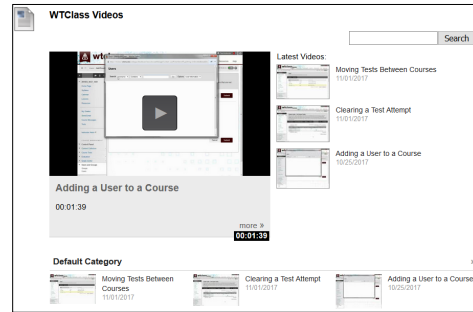 WTClass Videos
Search
Latest Videos:
Moving Tests Between Courses
11/01/2017
Clearing a Test Attempt
11/01/2017
Adding a User to a Course
10/25/2017
Adding a User to a Course
00:01:39
more »
00:01:39
Default Category
Moving Tests Between
Courses
11/01/2017
Clearing a Test Attempt
11/01/2017
Adding a User to a Course
10/25/2017